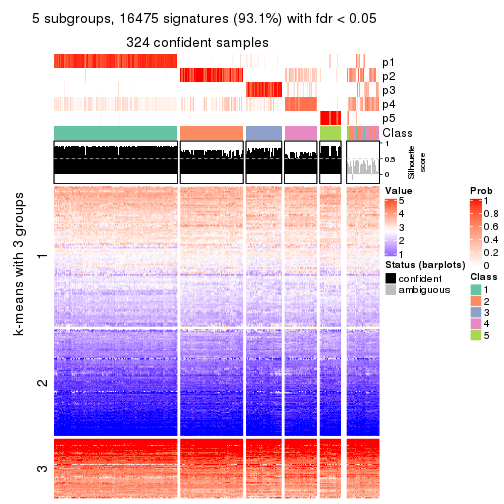 5 subgroups, 16475 signatures (93.1%) with fdr < 0.05
324 confident samples
p1
p2
p3
p4
p5
Class
1
0.5
0
Silhouette
score
k-means with 3 groups
1
2
3
Value
5
4
3
2
1
Status (barplots)
confident
ambiguous
Prob
1
0.8
0.6
0.4
0.2
0
Class
1
2
3
4
5